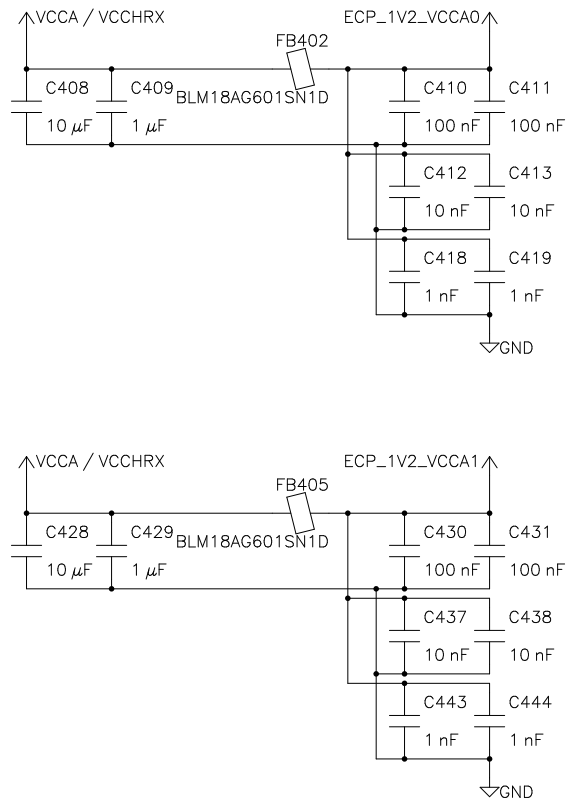 VCCA / VCCHRX
ECP_1V2_VCCA0
FB402
C408
C409
BLM18AG601SN1D
C410
C411
10 µF
1 µF
100 nF
100 nF
C412
C413
10 nF
10 nF
C418
C419
1 nF
1 nF
GND
VCCA / VCCHRX
ECP_1V2_VCCA1
FB405
C428
C429
BLM18AG601SN1D
C430
C431
10 µF
1 µF
100 nF
100 nF
C437
C438
10 nF
10 nF
C443
C444
1 nF
1 nF
GND